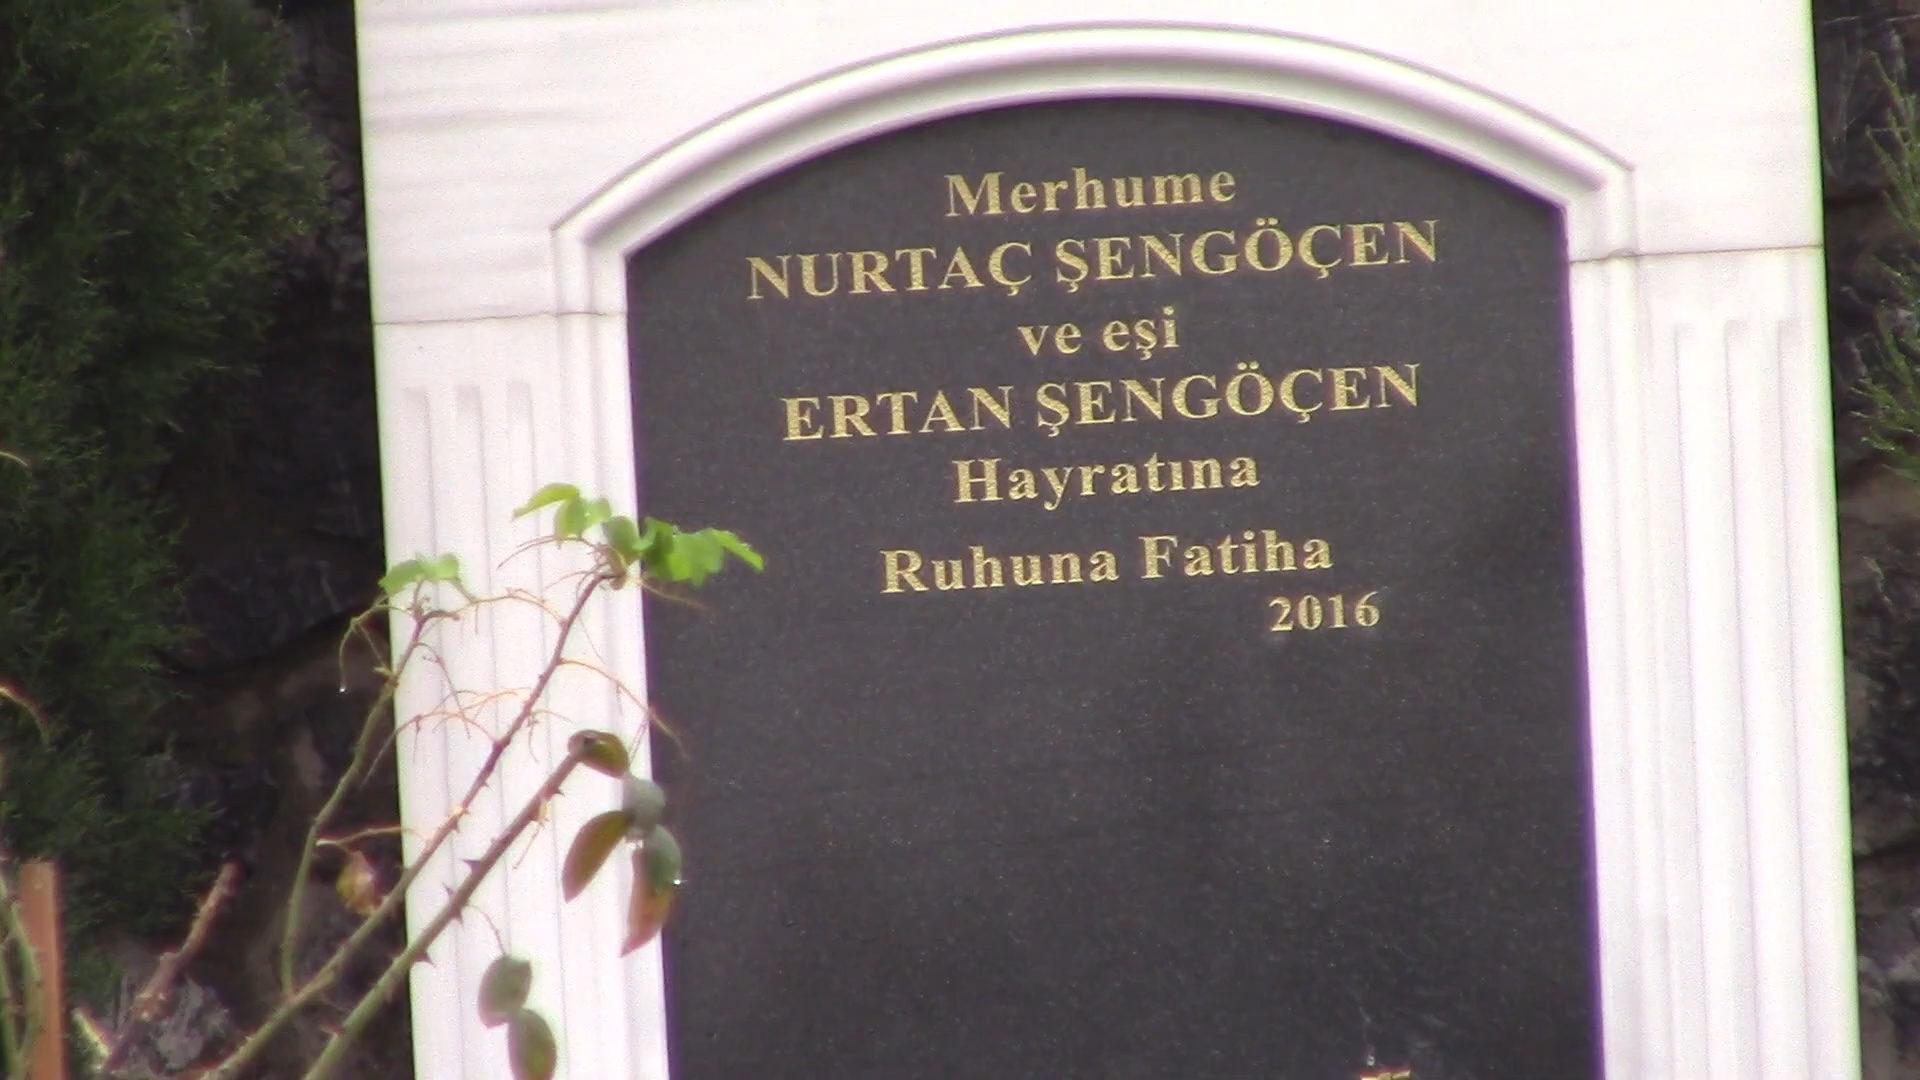 Merhume
NURTAÇ ŞENGÖÇEN
ve eşi
ERTAN ŞENGÖÇEN
Hayratına
Ruhuna Fatiha
2016